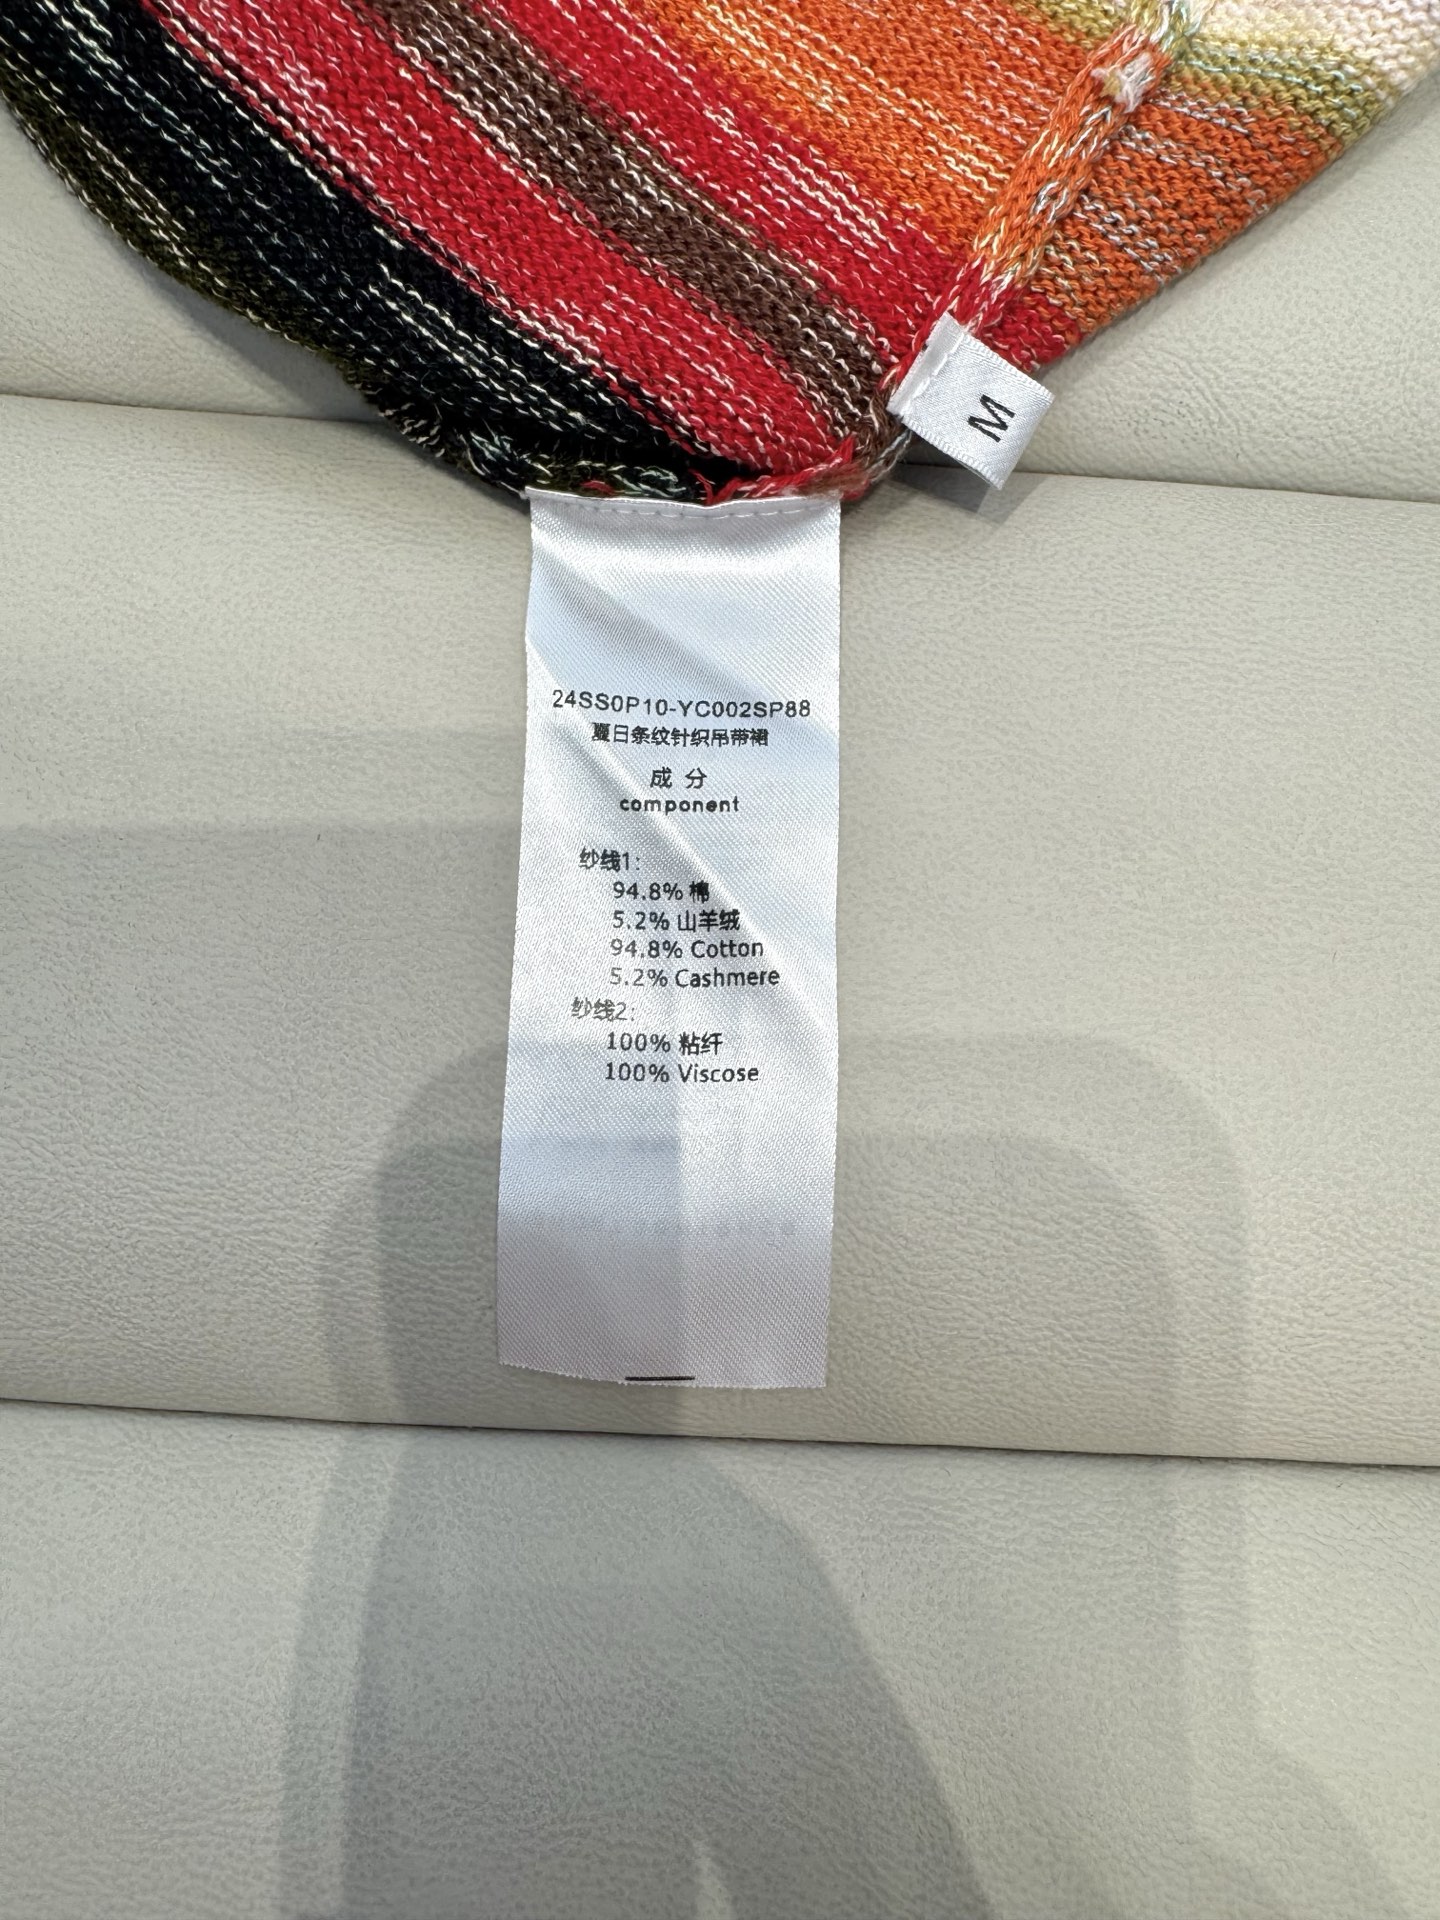 M
24SS0P10-YC002SP88
夏日条纹针织吊带裙
成 分
component
纱线1:
94.8% 棉
5.2% 山羊绒
94.8% Cotton
5.2% Cashmere
纱线2:
100% 粘纤
100% Viscose